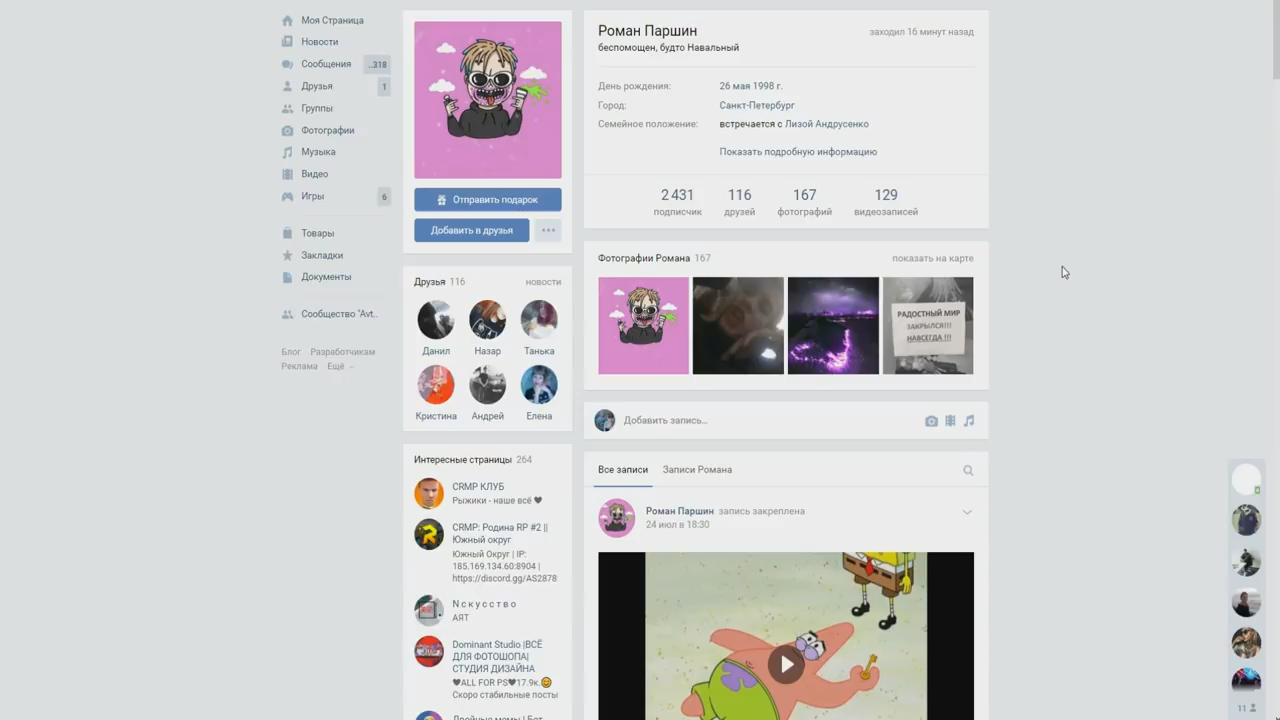 Моя Страница
Новости
Сообщения ..318
Друзья 1
Группы
Фотографии
Музыка
Видео
Игры 6
Товары
Закладки
Документы
Сообщество "Avt..
Блог Разработчикам
Реклама Ещё
Отправить подарок
Добавить в друзья
Друзья 116 новости
Данил Назар Танька
Кристина Андрей Елена
Интересные страницы 264
CRMP КЛУБ
Рыжики - наше всё ♥
CRMP: Родина RP #2 ||
Южный округ
Южный Округ | IP:
185.169.134.60:8904 |
https://discord.gg/AS2878
N с к у с с т в о
АЯТ
Dominant Studio |ВСЁ
ДЛЯ ФОТОШОПА|
СТУДИЯ ДИЗАЙНА
♥ALL FOR PS♥17.9к.😊
Скоро стабильные посты
Двойные мемы | Бот
Роман Паршин заходил 16 минут назад
беспомощен, будто Навальный
День рождения: 26 мая 1998 г.
Город: Санкт-Петербург
Семейное положение: встречается с Лизой Андрусенко
Показать подробную информацию
2 431 116 167 129
подписчик друзей фотографий видеозаписей
Фотографии Романа 167 показать на карте
РАДОСТНЫЙ МИР
ЗАКРЫЛСЯ!!!
НАВСЕГДА !!!
Добавить запись...
Все записи Записи Романа
Роман Паршин запись закреплена
24 июл в 18:30
11